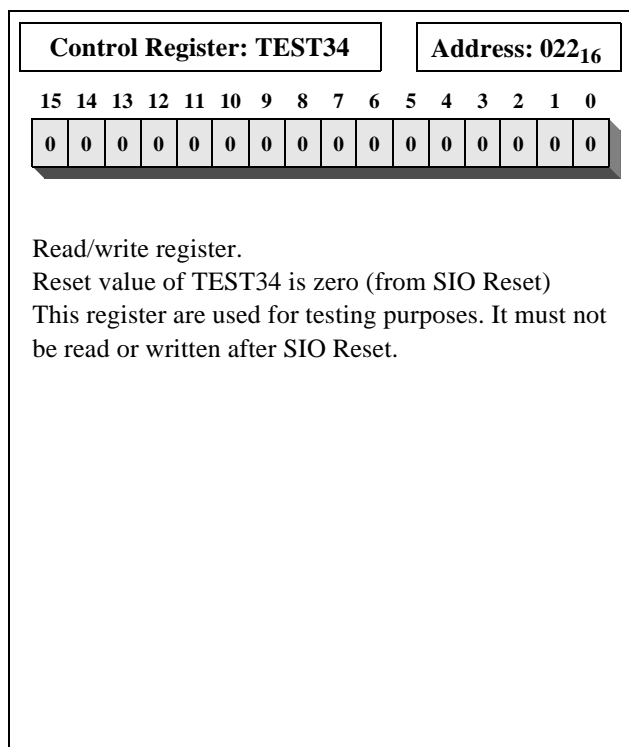 Control Register: TEST34 Address: 022₁₆
15 14 13 12 11 10 9 8 7 6 5 4 3 2 1 0
0 0 0 0 0 0 0 0 0 0 0 0 0 0 0 0
Read/write register.
Reset value of TEST34 is zero (from SIO Reset)
This register are used for testing purposes. It must not
be read or written after SIO Reset.